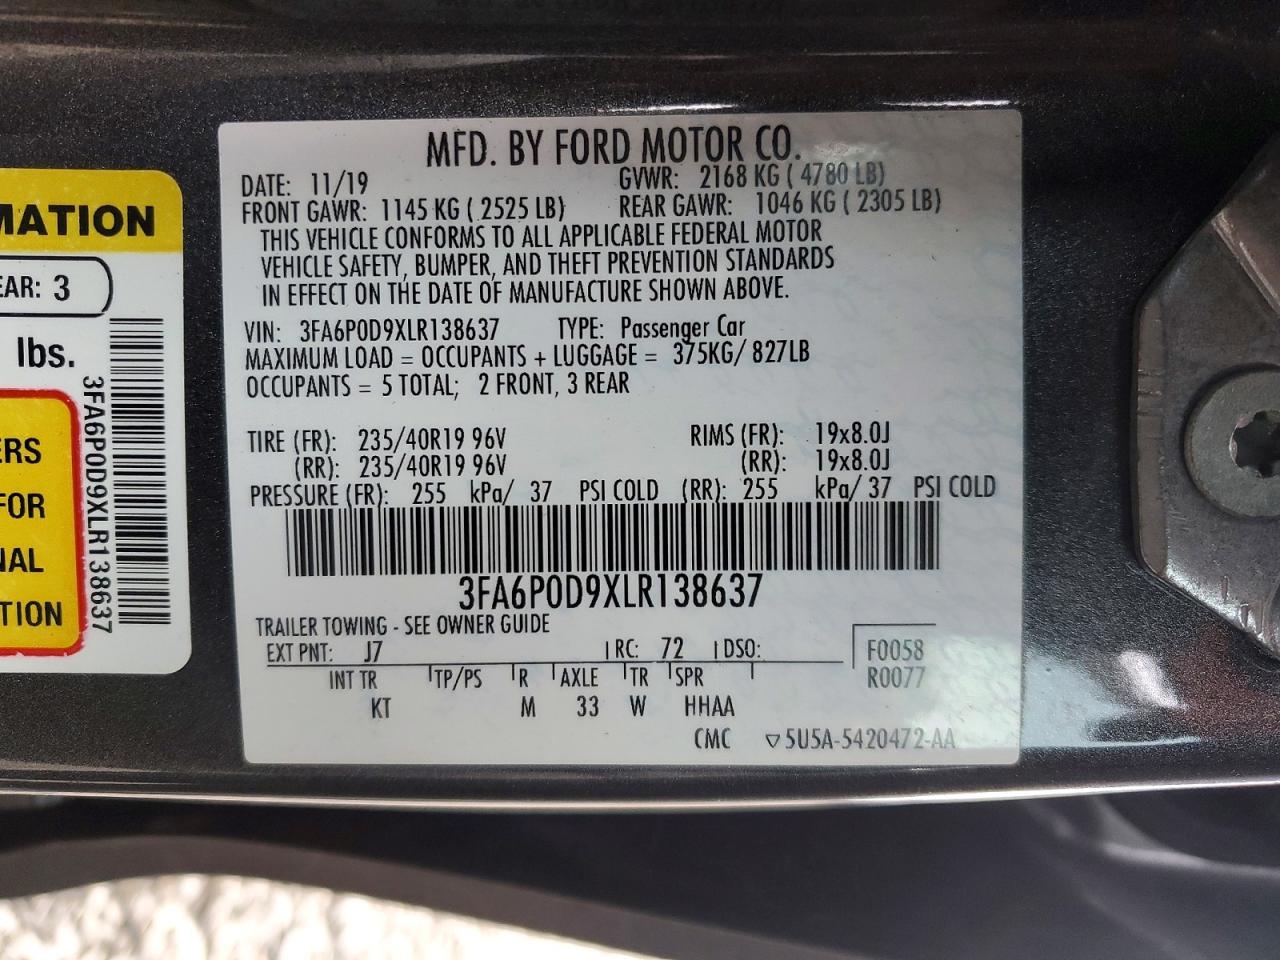 MATION
EAR: 3
lbs.
ERS
FOR
NAL
TION
3FA6P0D9XLR138637
MFD. BY FORD MOTOR CO.
DATE: 11/19 GVWR: 2168 KG ( 4780 LB)
FRONT GAWR: 1145 KG ( 2525 LB) REAR GAWR: 1046 KG ( 2305 LB)
THIS VEHICLE CONFORMS TO ALL APPLICABLE FEDERAL MOTOR
VEHICLE SAFETY, BUMPER, AND THEFT PREVENTION STANDARDS
IN EFFECT ON THE DATE OF MANUFACTURE SHOWN ABOVE.
VIN: 3FA6P0D9XLR138637 TYPE: Passenger Car
MAXIMUM LOAD = OCCUPANTS + LUGGAGE = 375KG/ 827LB
OCCUPANTS = 5 TOTAL; 2 FRONT, 3 REAR
TIRE (FR): 235/40R19 96V RIMS (FR): 19x8.0J
(RR): 235/40R19 96V (RR): 19x8.0J
PRESSURE (FR): 255 kPa/ 37 PSI COLD (RR): 255 kPa/ 37 PSI COLD
3FA6P0D9XLR138637
TRAILER TOWING - SEE OWNER GUIDE
EXT PNT: J7 RC: 72 DSO: F0058
INT TR TP/PS R AXLE TR SPR R0077
KT M 33 W HHAA
CMC ▽5U5A-5420472-AA